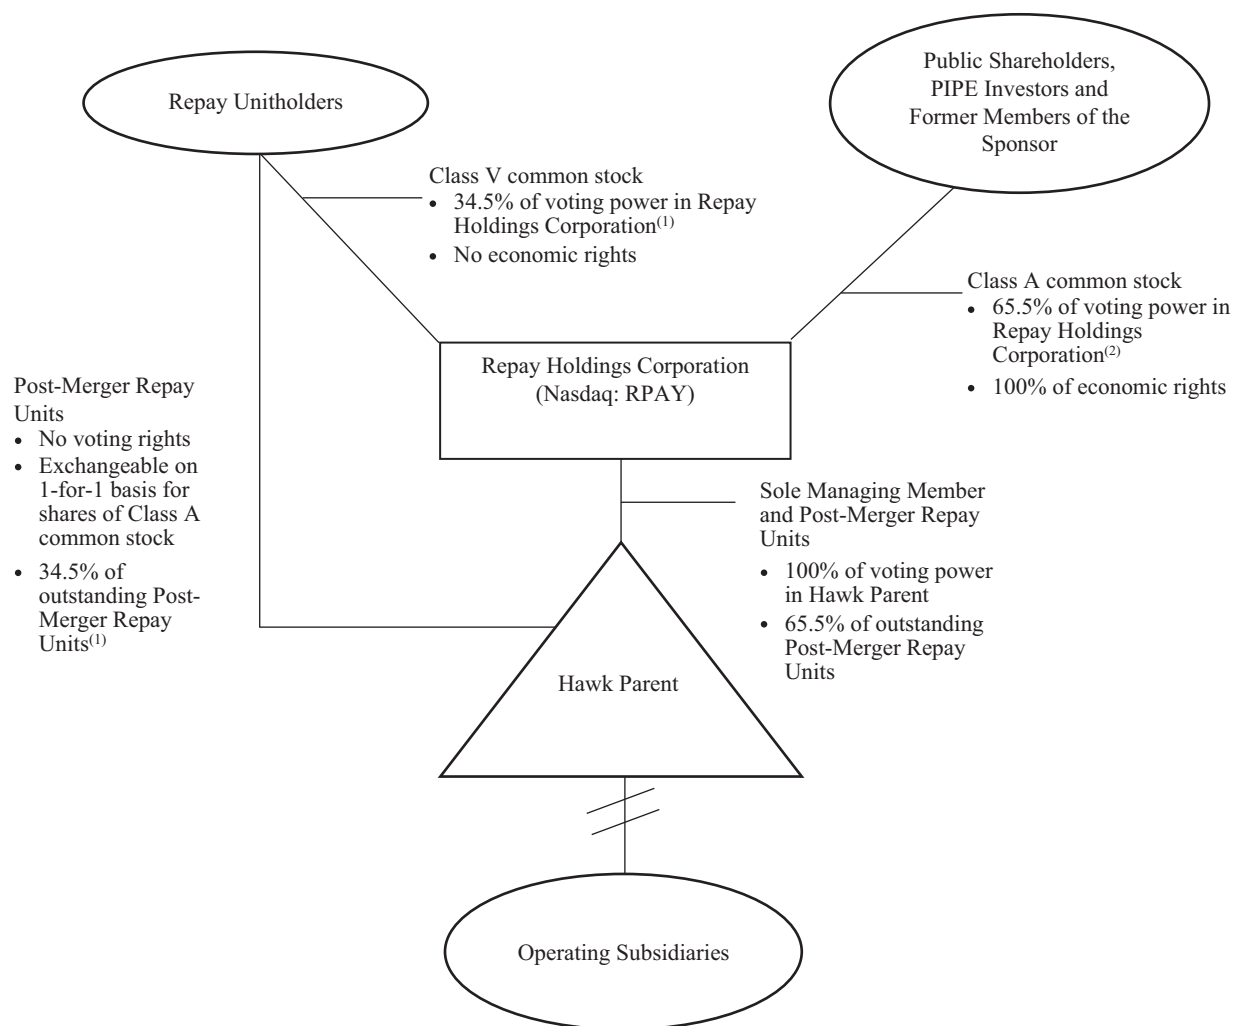 Repay Unitholders
Public Shareholders,
PIPE Investors and
Former Members of the
Sponsor
Class V common stock
• 34.5% of voting power in Repay
Holdings Corporation(1)
• No economic rights
Class A common stock
• 65.5% of voting power in
Repay Holdings
Corporation(2)
• 100% of economic rights
Repay Holdings Corporation
(Nasdaq: RPAY)
Post-Merger Repay
Units
• No voting rights
• Exchangeable on
1-for-1 basis for
shares of Class A
common stock
• 34.5% of
outstanding Post-
Merger Repay
Units(1)
Sole Managing Member
and Post-Merger Repay
Units
• 100% of voting power
in Hawk Parent
• 65.5% of outstanding
Post-Merger Repay
Units
Hawk Parent
Operating Subsidiaries